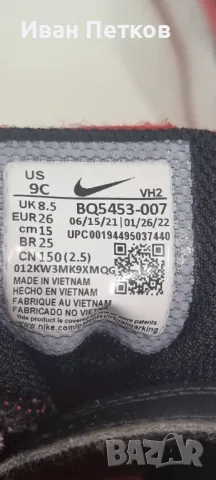 Иван Петков
US
9C
VH2
UK 8.5
BQ5453-007
EUR 26
06/15/21 | 01/26/22
cm 15
UPC00194495037440
BR 25
CN 150 (2.5)
012KW3MK9XMQG
MADE IN VIETNAM
HECHO EN VIETNAM
FABRIQUÉ AU VIETNAM
FABRICADO NO VIETNAM
BAZAR